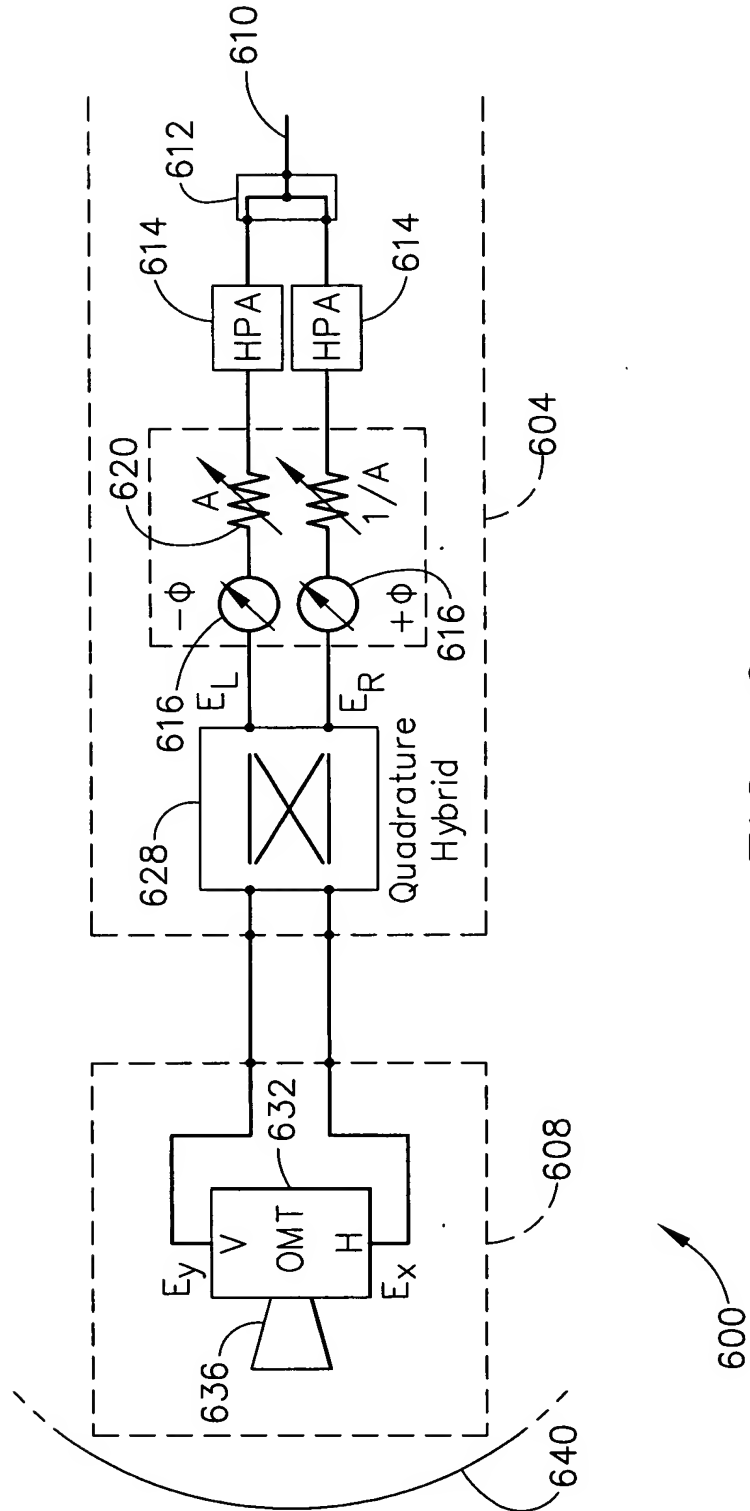 610
612
614
HPA
HPA
614
620
A
1/A
604
-Φ
+Φ
616
616
E_L
E_R
628
Quadrature
Hybrid
632
E_y
V
OMT
H
E_x
636
608
640
600